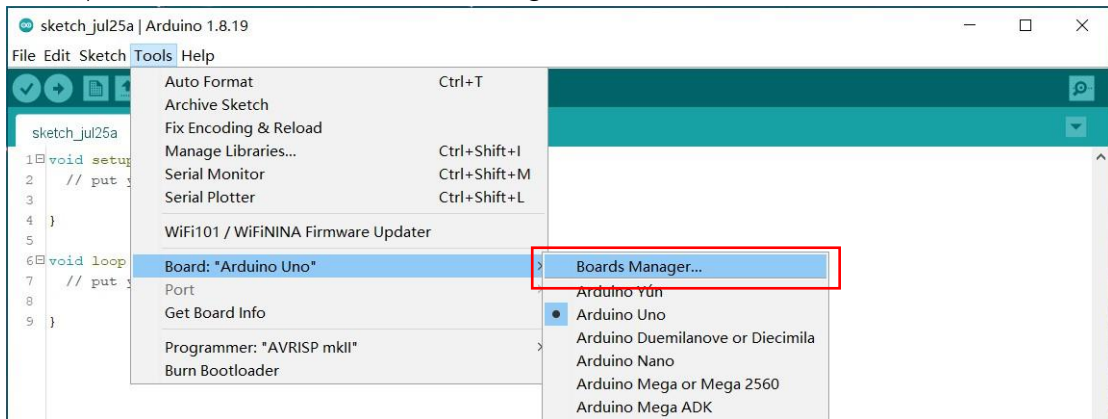 sketch_jul25a | Arduino 1.8.19
File Edit Sketch Tools Help
sketch_jul25a
Auto Format Ctrl+T
Archive Sketch
Fix Encoding & Reload
Manage Libraries... Ctrl+Shift+I
Serial Monitor Ctrl+Shift+M
Serial Plotter Ctrl+Shift+L
WiFi101 / WiFiNINA Firmware Updater
Board: "Arduino Uno"
Port
Get Board Info
Programmer: "AVRISP mkII"
Burn Bootloader
Boards Manager...
Arduino Yún
Arduino Uno
Arduino Duemilanove or Diecimila
Arduino Nano
Arduino Mega or Mega 2560
Arduino Mega ADK
1 void setup
2 // put y
3
4 }
5
6 void loop
7 // put y
8
9 }